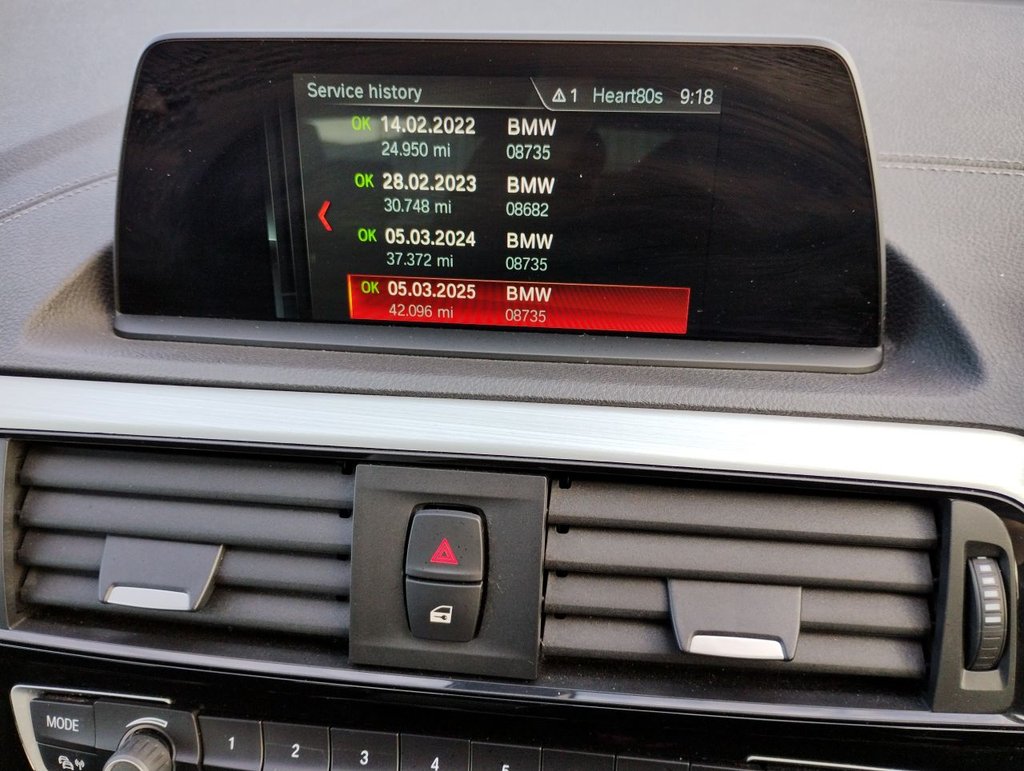 Service history 1 Heart80s 9:18
OK 14.02.2022 BMW
24.950 mi 08735
OK 28.02.2023 BMW
30.748 mi 08682
OK 05.03.2024 BMW
37.372 mi 08735
OK 05.03.2025 BMW
42.096 mi 08735
MODE 1 2 3 4 5